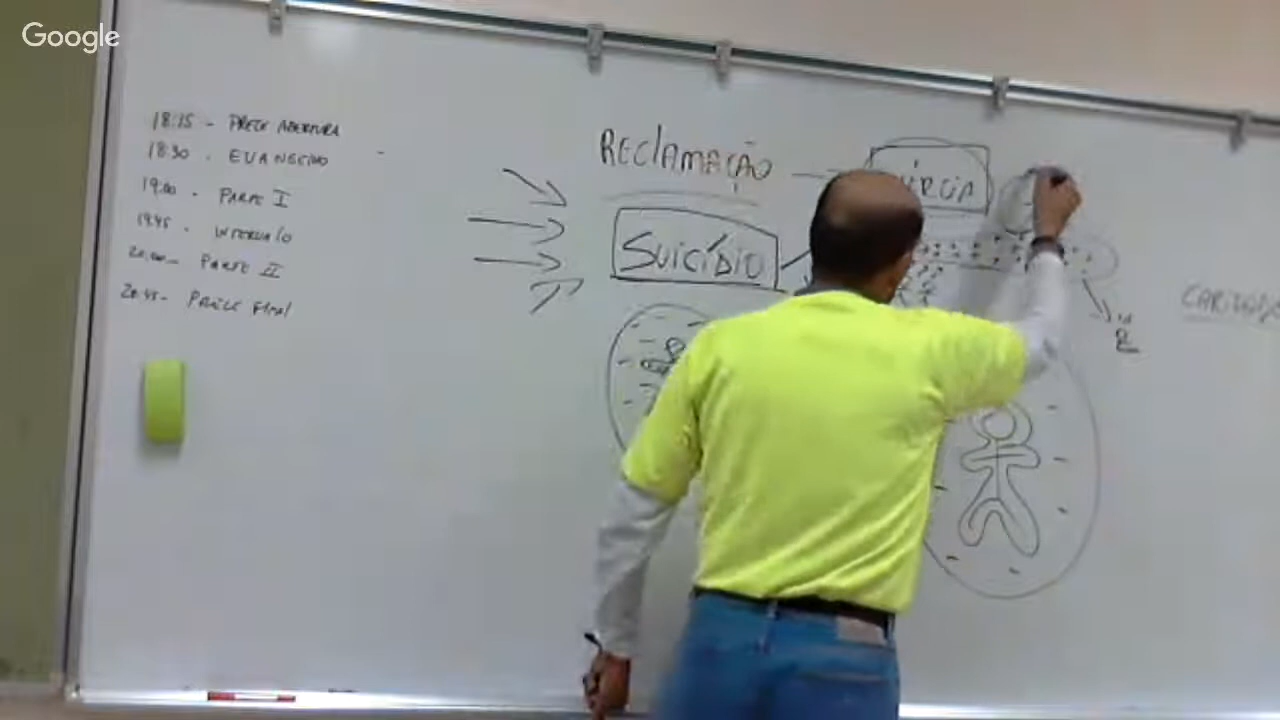 Google
18:15 - PRECE ABERTURA
18:30 - EVANGELHO
19:00 - PARTE I
19:45 - INTERVALO
20:00 - PARTE II
20:45 - PRECE FINAL
RECLAMAÇÃO
SUICÍDIO